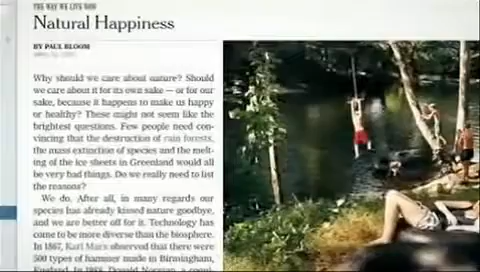 THE WAY WE LIVE NOW
Natural Happiness
BY PAUL BLOOM
Why should we care about nature? Should
we care about it for its own sake — or for our
sake, because it happens to make us happy
or healthy? These might not seem like the
brightest questions. Few people need con-
vincing that the destruction of rain forests,
the mass extinction of species and the melt-
ing of the ice sheets in Greenland would all
be very bad things. Do we really need to list
the reasons?
We do. After all, in many regards our
species has already kissed nature goodbye,
and we are better off for it. Technology has
come to be more diverse than the biosphere.
In 1867, Karl Marx observed that there were
500 types of hammer made in Birmingham,
England. In 1988, Donald Norman, a cogni-